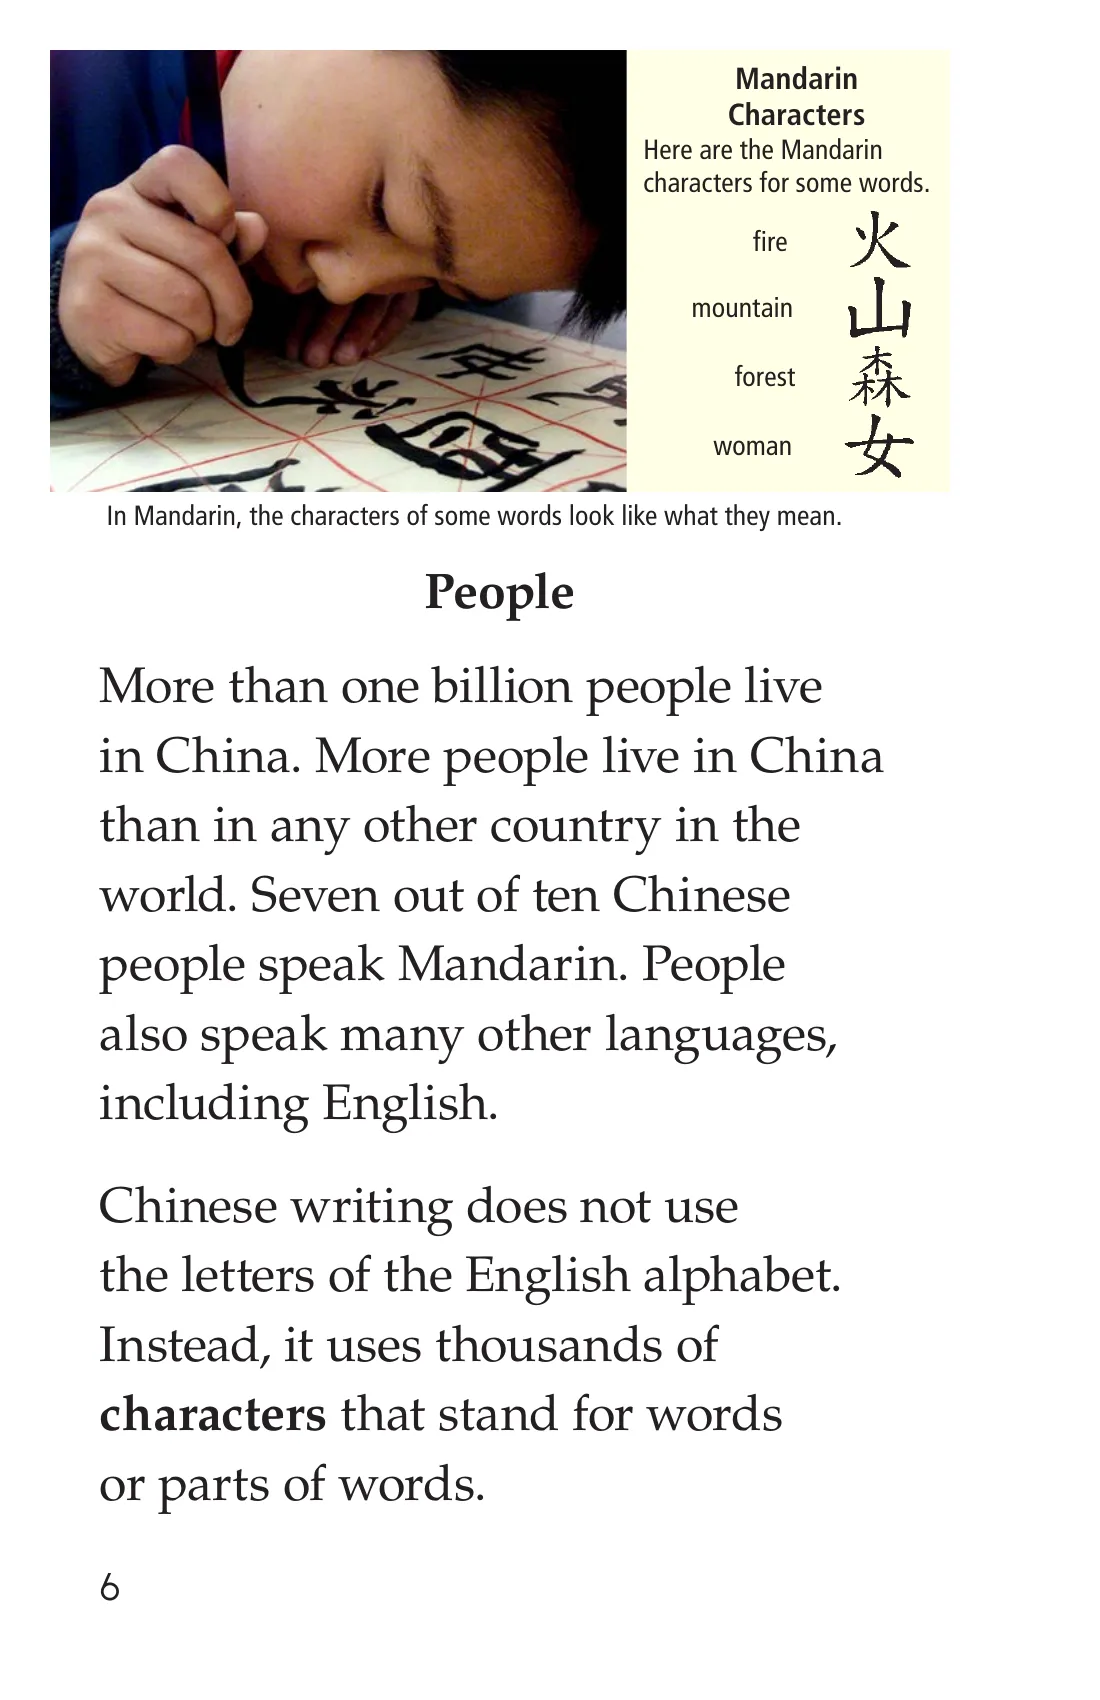 Mandarin
Characters
Here are the Mandarin
characters for some words.
fire 火
mountain 山
forest 森
woman 女
In Mandarin, the characters of some words look like what they mean.
People
More than one billion people live
in China. More people live in China
than in any other country in the
world. Seven out of ten Chinese
people speak Mandarin. People
also speak many other languages,
including English.
Chinese writing does not use
the letters of the English alphabet.
Instead, it uses thousands of
characters that stand for words
or parts of words.
6